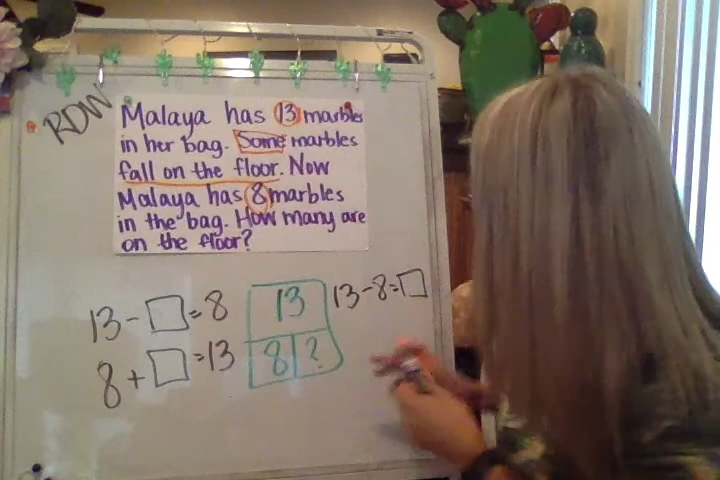 RDW
Malaya has 13 marbles
in her bag. Some marbles
fall on the floor. Now
Malaya has 8 marbles
in the bag. How many are
on the floor?
13 - □ = 8
8 + □ = 13
13
8 ?
13 - 8 = □